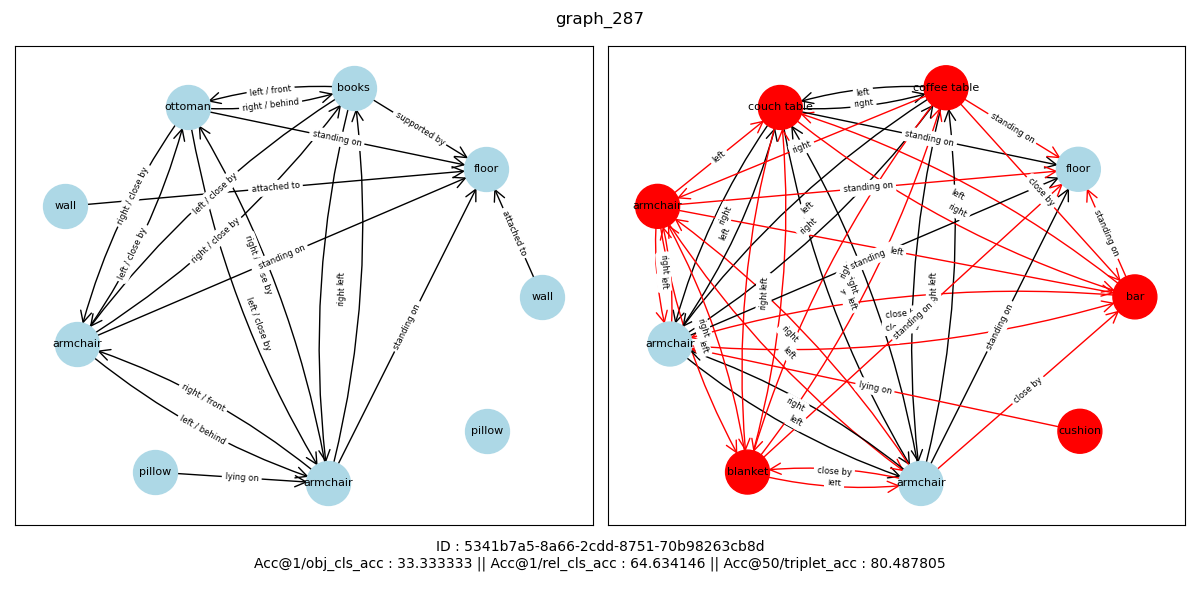 graph_287
books
ottoman
left / front
right / behind
supported by
standing on
floor
wall
attached to
right / close by
left / close by
right / close by
left / close by
attached to
standing on
wall
left / close by
right
left
armchair
standing on
right / front
left / behind
pillow
pillow
lying on
armchair
coffee table
couch table
left
right
standing on
standing on
left
right
floor
close by
armchair
standing on
left
right
left
right
left
right
standing on
standing
left
right
left
bar
right
left
right
left
close
standing on
standing on
right
left
right
left
armchair
lying on
close by
right
left
cushion
blanket
close by
left
armchair
ID : 5341b7a5-8a66-2cdd-8751-70b98263cb8d
Acc@1/obj_cls_acc : 33.333333 || Acc@1/rel_cls_acc : 64.634146 || Acc@50/triplet_acc : 80.487805